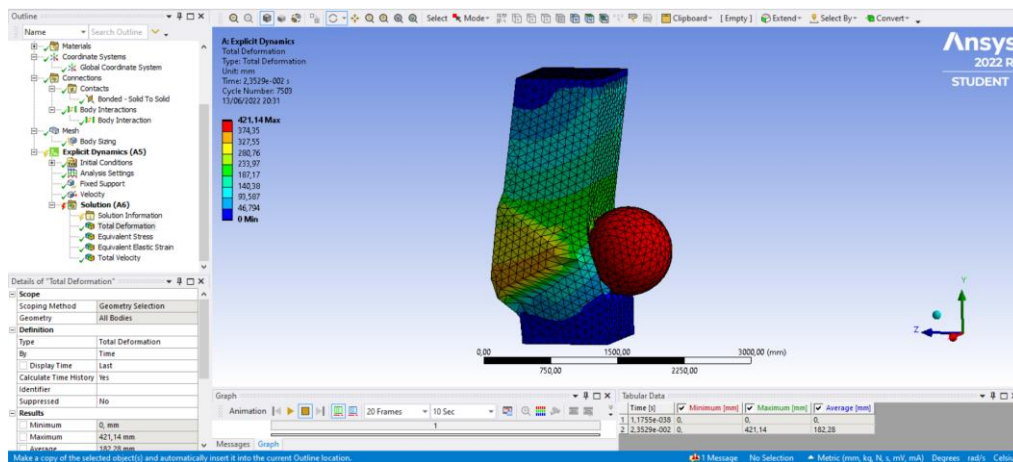 Outline
Name
Search Outline
Materials
Coordinate Systems
Global Coordinate System
Connections
Contacts
Bonded - Solid To Solid
Body Interactions
Body Interaction
Mesh
Body Sizing
Explicit Dynamics (A5)
Initial Conditions
Analysis Settings
Fixed Support
Velocity
Solution (A6)
Solution Information
Total Deformation
Equivalent Stress
Equivalent Elastic Strain
Total Velocity
Details of "Total Deformation"
Scope
Scoping Method Geometry Selection
Geometry All Bodies
Definition
Type Total Deformation
By Time
Display Time Last
Calculate Time History Yes
Identifier
Suppressed No
Results
Minimum 0, mm
Maximum 421,14 mm
Average 182,28 mm
Select Mode Clipboard [ Empty ] Extend Select By Convert
A: Explicit Dynamics
Total Deformation
Type: Total Deformation
Unit: mm
Time: 2,3529e-002 s
Cycle Number: 7503
13/06/2022 20:31
421,14 Max
374,35
327,55
280,76
233,97
187,17
140,38
93,587
46,794
0 Min
Ansys
2022 R
STUDENT
Y
Z
0,00 1500,00 3000,00 (mm)
750,00 2250,00
Graph
Animation 20 Frames 10 Sec
1
Messages Graph
Tabular Data
Time [s] Minimum [mm] Maximum [mm] Average [mm]
1 1,1755e-038 0, 0, 0,
2 2,3529e-002 0, 421,14 182,28
Make a copy of the selected object(s) and automatically insert it into the current Outline location.
1 Message No Selection Metric (mm, kg, N, s, mV, mA) Degrees rad/s Celsi